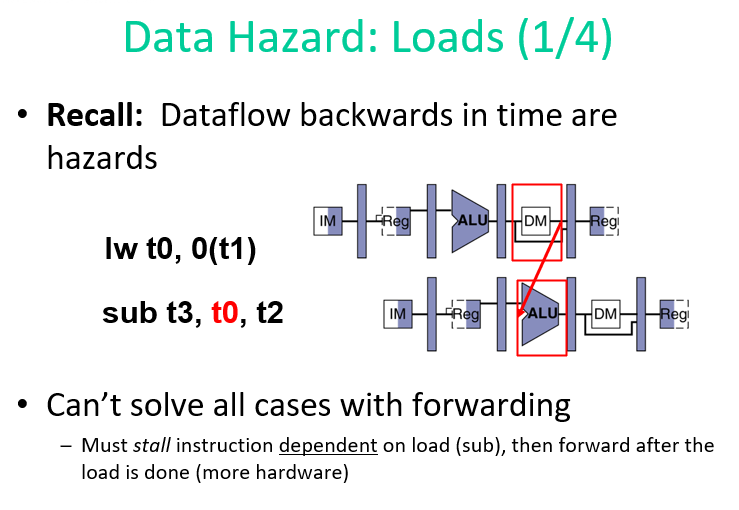 Data Hazard: Loads (1/4)
• Recall: Dataflow backwards in time are
hazards
IM Reg ALU DM Reg
lw t0, 0(t1)
sub t3, t0, t2
IM Reg ALU DM Reg
• Can’t solve all cases with forwarding
– Must stall instruction dependent on load (sub), then forward after the
load is done (more hardware)